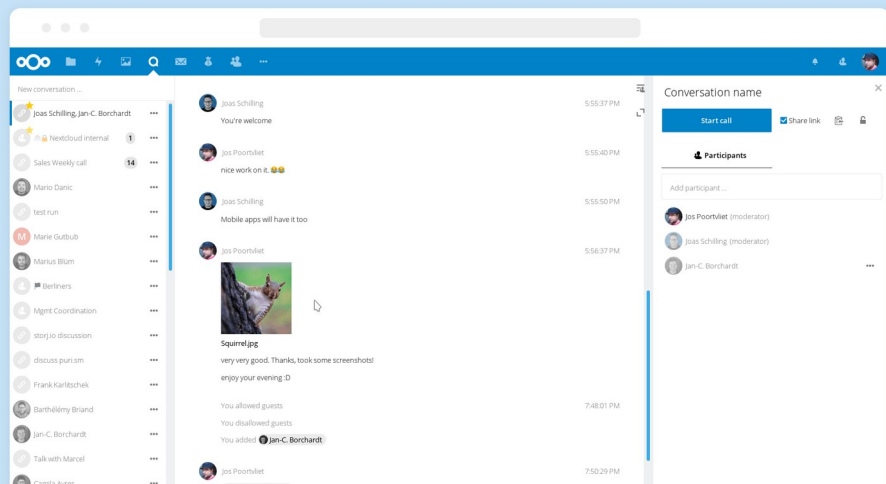 New conversation ...
Joas Schilling, Jan-C. Borchardt
Nextcloud internal 1
Sales Weekly call 14
Mario Danic
test run
M Marie Gutbub
Marius Blüm
Berliners
Mgmt Coordination
storj.io discussion
discuss puri.sm
Frank Karlitschek
Barthélémy Briand
Jan-C. Borchardt
Talk with Marcel
Camila Ayres
Joas Schilling 5:55:37 PM
You're welcome
Jos Poortvliet 5:55:40 PM
nice work on it, 😂😂
Joas Schilling 5:55:50 PM
Mobile apps will have it too
Jos Poortvliet 5:56:37 PM
Squirrel.jpg
very very good. Thanks, took some screenshots!
enjoy your evening :D
You allowed guests 7:48:01 PM
You disallowed guests
You added Jan-C. Borchardt
Jos Poortvliet 7:50:29 PM
Conversation name
Start call
Share link
Participants
Add participant ...
Jos Poortvliet (moderator)
Joas Schilling (moderator)
Jan-C. Borchardt